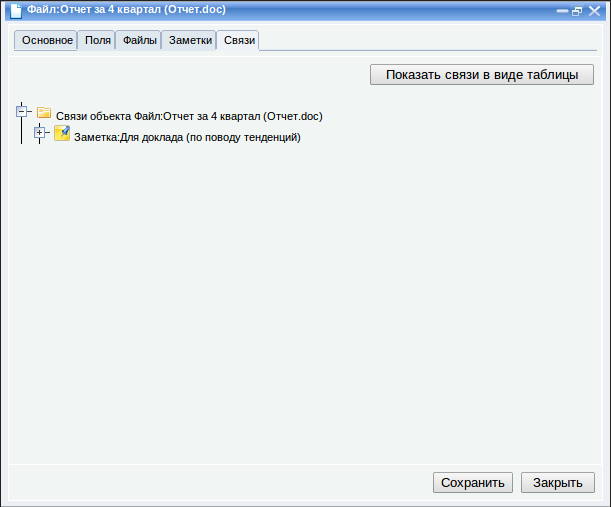 Файл:Отчет за 4 квартал (Отчет.doc)
Основное Поля Файлы Заметки Связи
Показать связи в виде таблицы
Связи объекта Файл:Отчет за 4 квартал (Отчет.doc)
Заметка:Для доклада (по поводу тенденций)
Сохранить Закрыть